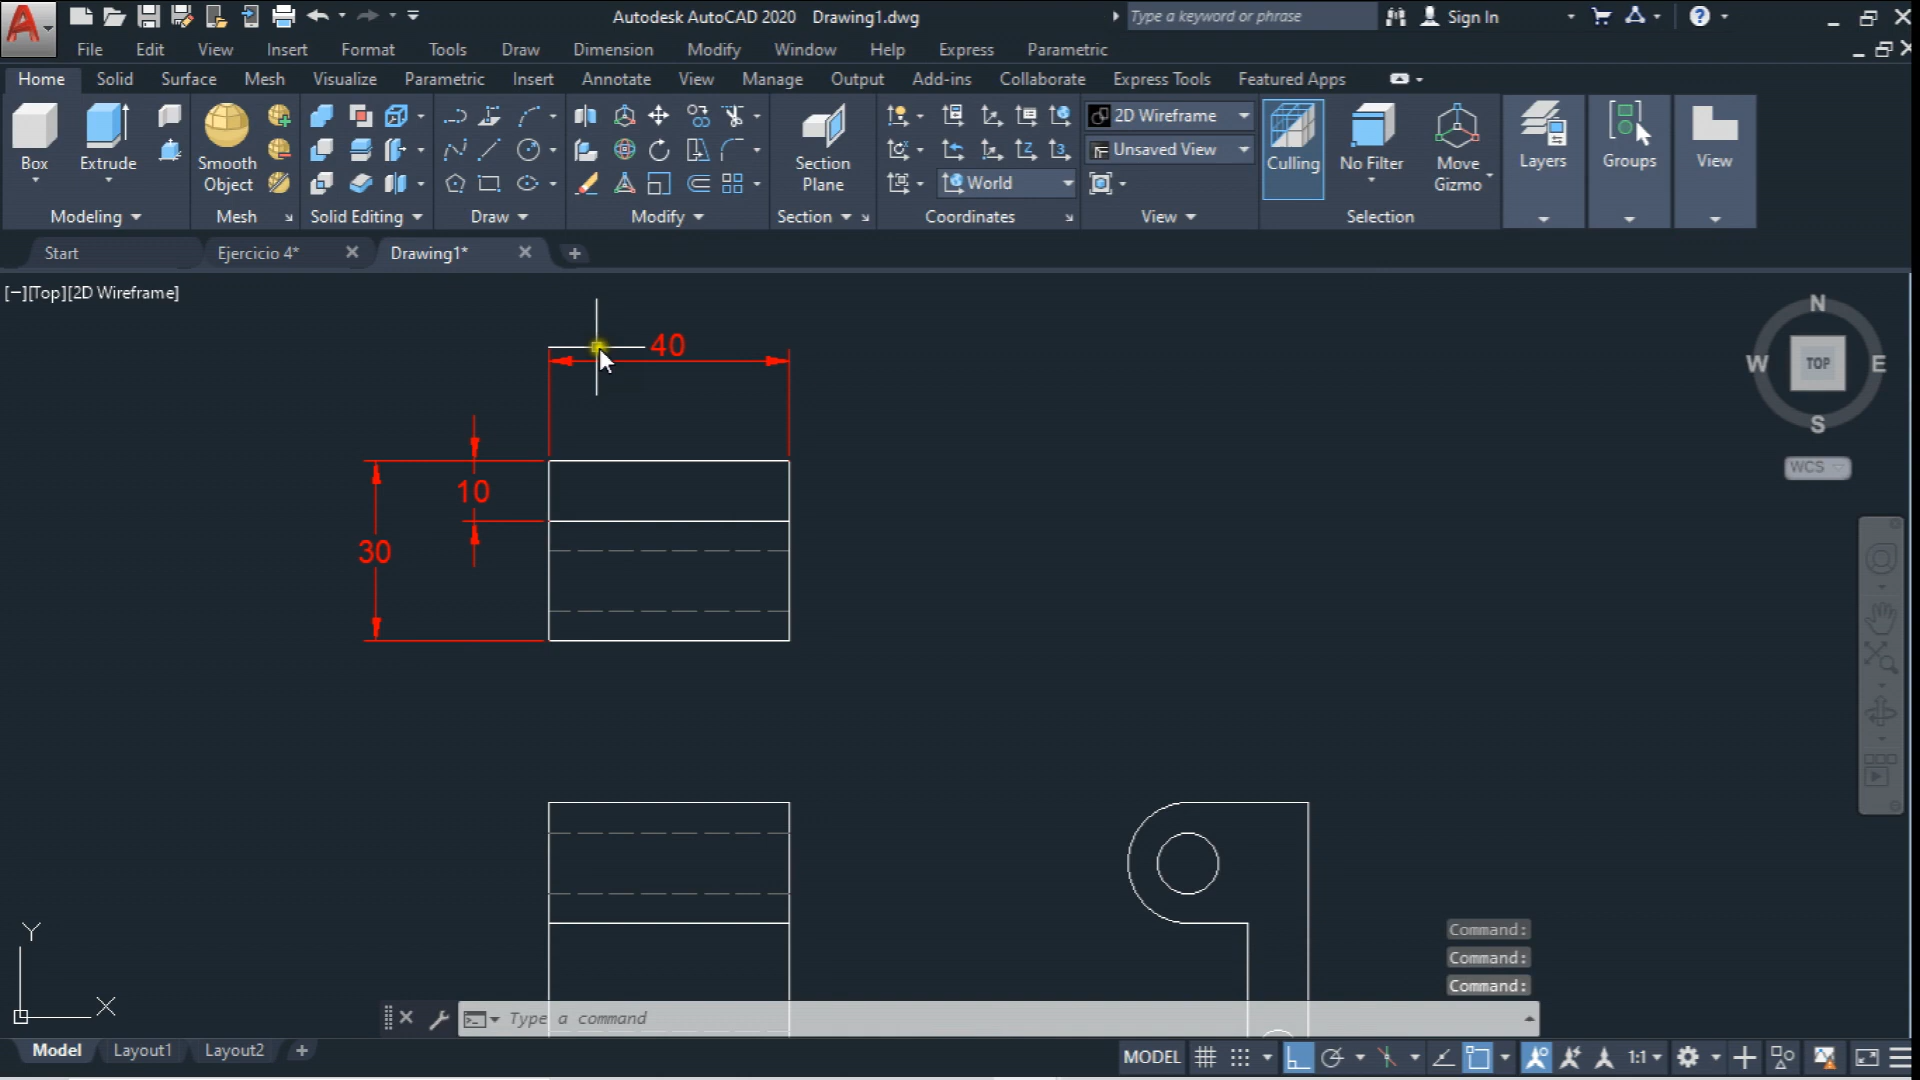 Autodesk AutoCAD 2020 Drawing1.dwg
Type a keyword or phrase
Sign In
File Edit View Insert Format Tools Draw Dimension Modify Window Help Express Parametric
Home Solid Surface Mesh Visualize Parametric Insert Annotate View Manage Output Add-ins Collaborate Express Tools Featured Apps
Box
Extrude
Smooth
Object
Section
Plane
2D Wireframe
Unsaved View
World
Culling
No Filter
Move
Gizmo
Layers
Groups
View
Modeling Mesh Solid Editing Draw Modify Section Coordinates View Selection
Start Ejercicio 4* Drawing1*
[−][Top][2D Wireframe]
N
W TOP E
S
WCS
40
10
30
Y
X
Command:
Command:
Command:
Type a command
Model Layout1 Layout2
MODEL 1:1